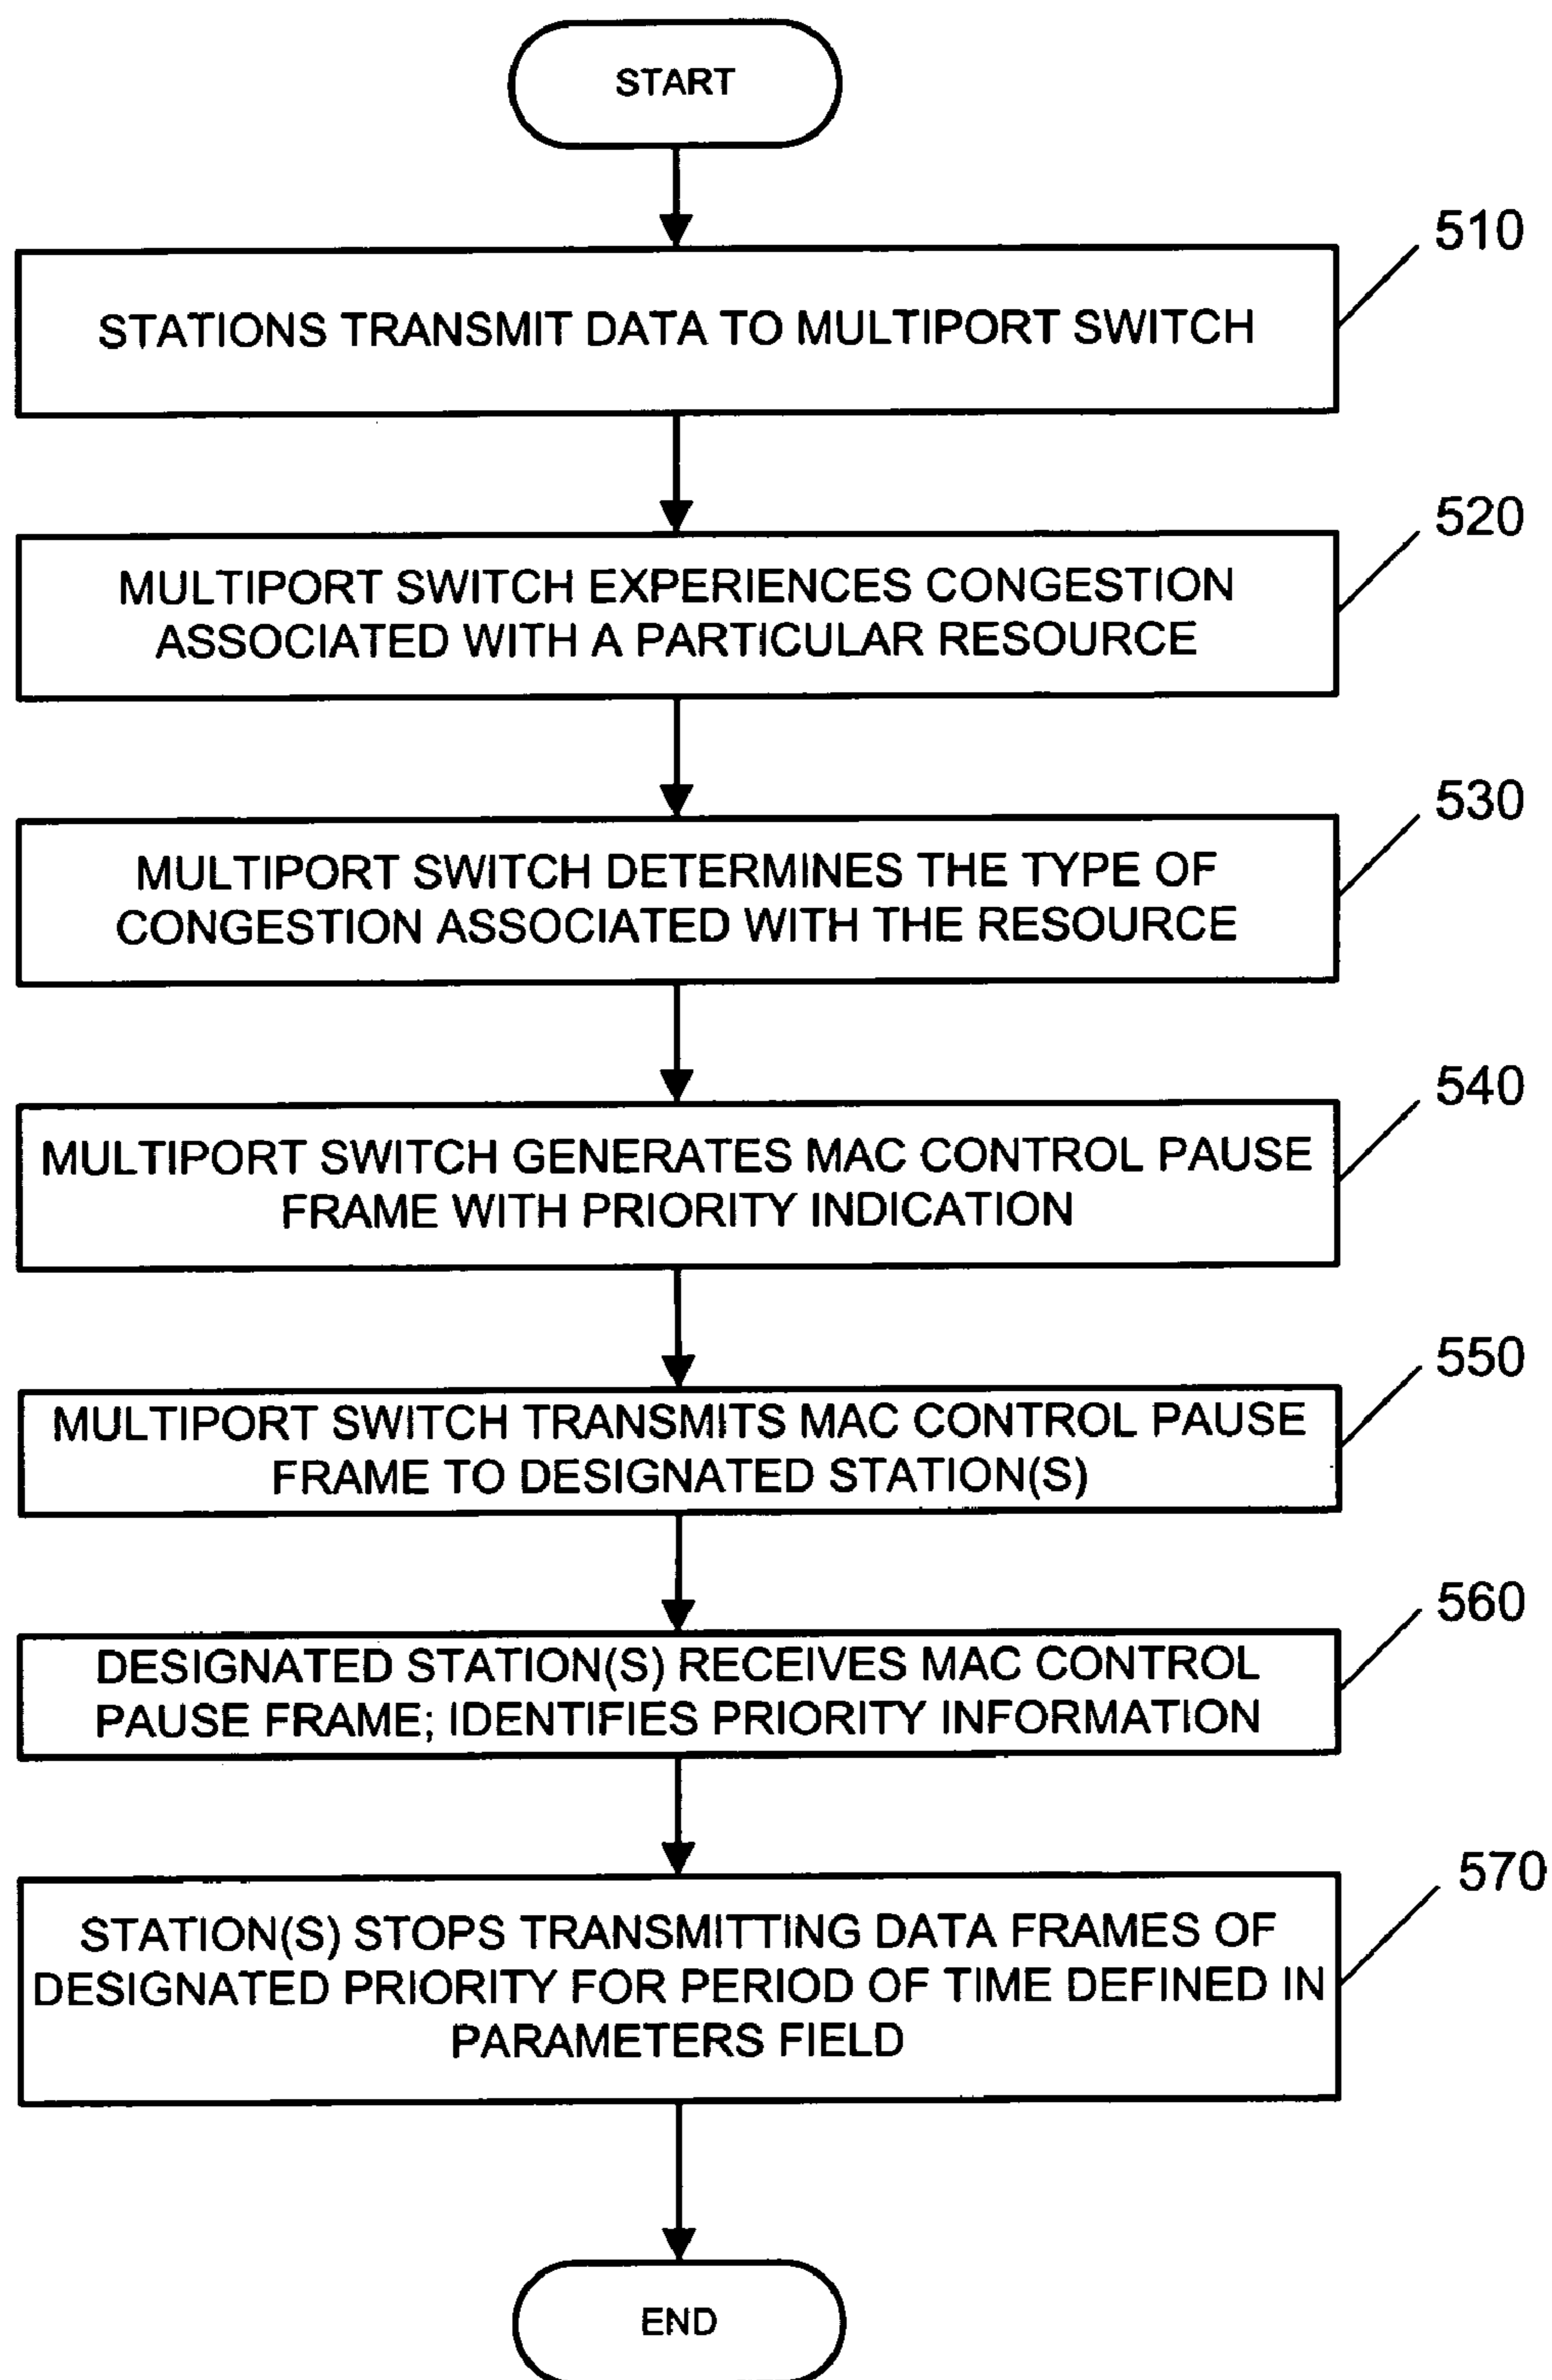 START
510
STATIONS TRANSMIT DATA TO MULTIPORT SWITCH
520
MULTIPORT SWITCH EXPERIENCES CONGESTION
ASSOCIATED WITH A PARTICULAR RESOURCE
530
MULTIPORT SWITCH DETERMINES THE TYPE OF
CONGESTION ASSOCIATED WITH THE RESOURCE
540
MULTIPORT SWITCH GENERATES MAC CONTROL PAUSE
FRAME WITH PRIORITY INDICATION
550
MULTIPORT SWITCH TRANSMITS MAC CONTROL PAUSE
FRAME TO DESIGNATED STATION(S)
560
DESIGNATED STATION(S) RECEIVES MAC CONTROL
PAUSE FRAME; IDENTIFIES PRIORITY INFORMATION
570
STATION(S) STOPS TRANSMITTING DATA FRAMES OF
DESIGNATED PRIORITY FOR PERIOD OF TIME DEFINED IN
PARAMETERS FIELD
END